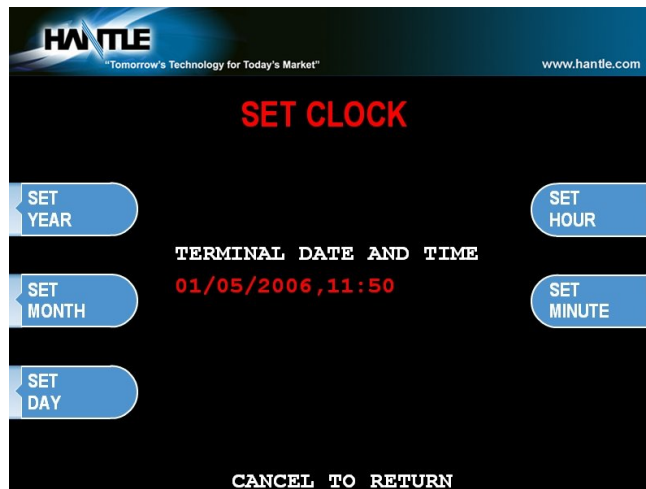 HANTLE
"Tomorrow's Technology for Today's Market"
www.hantle.com
SET CLOCK
SET
YEAR
SET
HOUR
TERMINAL DATE AND TIME
01/05/2006,11:50
SET
MONTH
SET
MINUTE
SET
DAY
CANCEL TO RETURN